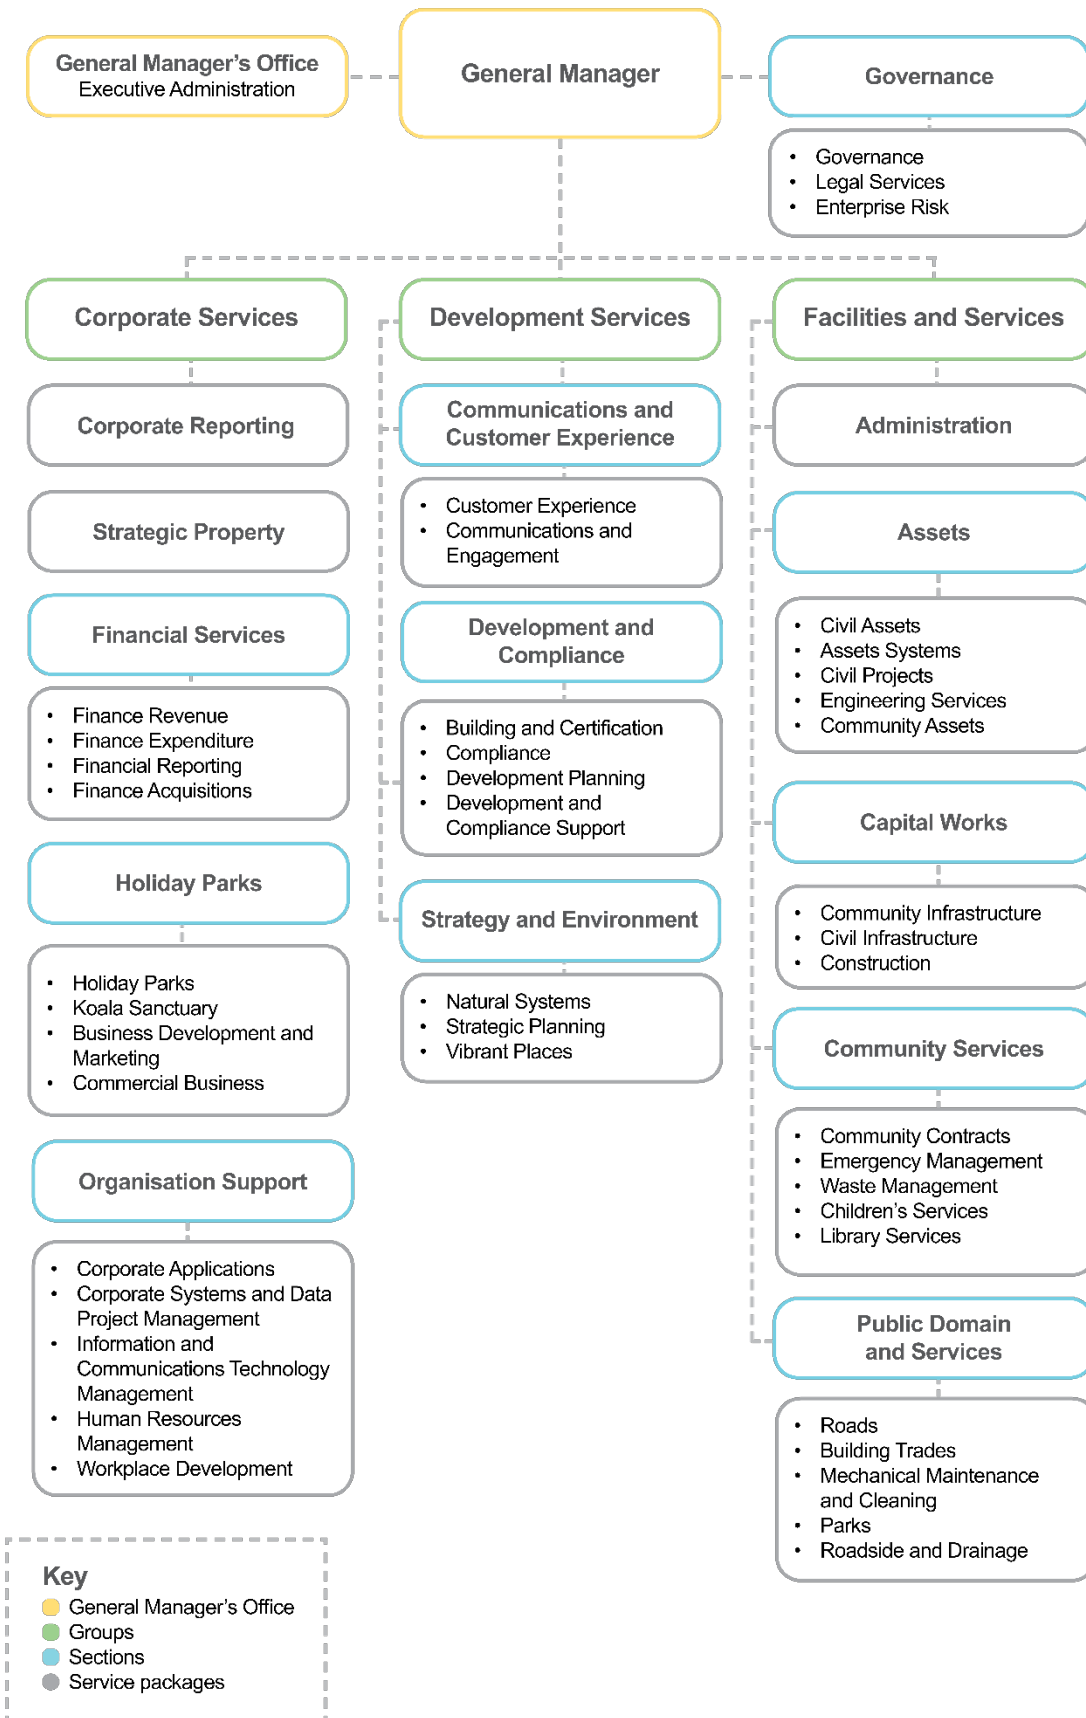 General Manager's Office
Executive Administration
General Manager
Governance
• Governance
• Legal Services
• Enterprise Risk
Corporate Services
Corporate Reporting
Strategic Property
Financial Services
• Finance Revenue
• Finance Expenditure
• Financial Reporting
• Finance Acquisitions
Holiday Parks
• Holiday Parks
• Koala Sanctuary
• Business Development and
Marketing
• Commercial Business
Organisation Support
• Corporate Applications
• Corporate Systems and Data
Project Management
• Information and
Communications Technology
Management
• Human Resources
Management
• Workplace Development
Development Services
Communications and
Customer Experience
• Customer Experience
• Communications and
Engagement
Development and
Compliance
• Building and Certification
• Compliance
• Development Planning
• Development and
Compliance Support
Strategy and Environment
• Natural Systems
• Strategic Planning
• Vibrant Places
Facilities and Services
Administration
Assets
• Civil Assets
• Assets Systems
• Civil Projects
• Engineering Services
• Community Assets
Capital Works
• Community Infrastructure
• Civil Infrastructure
• Construction
Community Services
• Community Contracts
• Emergency Management
• Waste Management
• Children's Services
• Library Services
Public Domain
and Services
• Roads
• Building Trades
• Mechanical Maintenance
and Cleaning
• Parks
• Roadside and Drainage
Key
General Manager's Office
Groups
Sections
Service packages